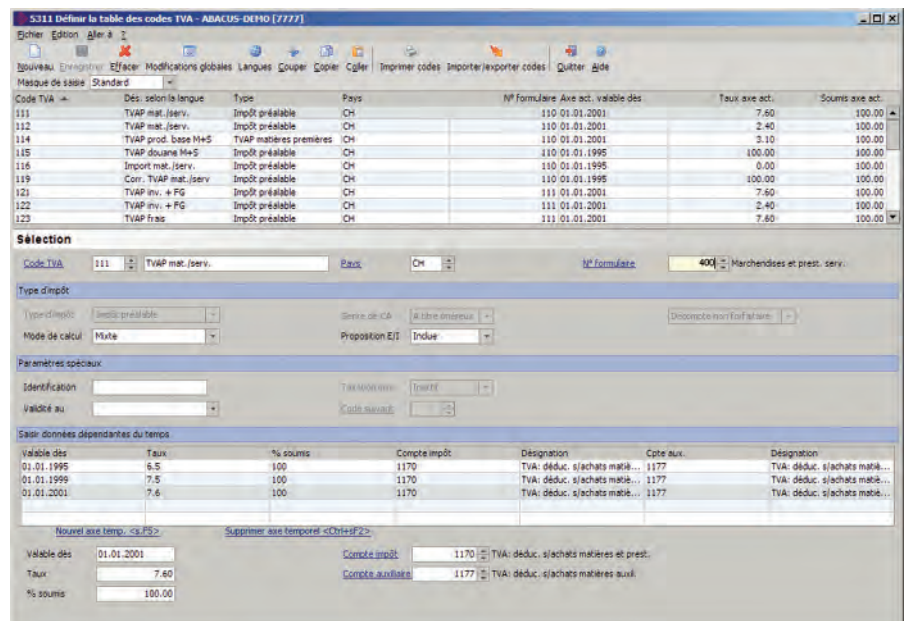 5311 Définir la table des codes TVA - ABACUS-DEMO [7777]
Fichier Edition Aller à ?
Nouveau Enregistrer Effacer Modifications globales Langues Couper Copier Coller Imprimer codes Importer/exporter codes Quitter Aide
Masque de saisie Standard
Code TVA Dés. selon la langue Type Pays N° formulaire Axe act. valable dès Taux axe act. Soumis axe act.
111 TVAP mat./serv. Impôt préalable CH 110 01.01.2001 7.60 100.00
112 TVAP mat./serv. Impôt préalable CH 110 01.01.2001 2.40 100.00
114 TVAP prod. base M+S TVAP matières premières CH 110 01.01.2001 3.10 100.00
115 TVAP douane M+S Impôt préalable CH 110 01.01.1995 100.00 100.00
116 Import mat./serv. Impôt préalable CH 110 01.01.1995 0.00 100.00
119 Corr. TVAP mat./serv Impôt préalable CH 110 01.01.1995 100.00 100.00
121 TVAP inv. + FG Impôt préalable CH 111 01.01.2001 7.60 100.00
122 TVAP inv. + FG Impôt préalable CH 111 01.01.2001 2.40 100.00
123 TVAP frais Impôt préalable CH 111 01.01.2001 7.60 100.00
Sélection
Code TVA 111 TVAP mat./serv. Pays CH N° formulaire 400 Marchendises et prest. serv.
Type d'impôt
Type d'impôt Impôt préalable Genre de CA A titre onéreux Décompte non forfaitaire
Mode de calcul Mixte Proposition E/I Inclue
Paramètres spéciaux
Identification Inactif
Validité au Code suivant
Saisir données dépendantes du temps
Valable dès Taux % soumis Compte impôt Désignation Cpte aux. Désignation
01.01.1995 6.5 100 1170 TVA: déduc. s/achats matiè... 1177 TVA: déduc. s/achats matiè...
01.01.1999 7.5 100 1170 TVA: déduc. s/achats matiè... 1177 TVA: déduc. s/achats matiè...
01.01.2001 7.6 100 1170 TVA: déduc. s/achats matiè... 1177 TVA: déduc. s/achats matiè...
Nouvel axe temp. <s.F5> Supprimer axe temporel <Ctrl+sF2>
Valable dès 01.01.2001 Compte impôt 1170 TVA: déduc. s/achats matières et prest.
Taux 7.60 Compte auxiliaire 1177 TVA: déduc. s/achats matières auxil.
% soumis 100.00